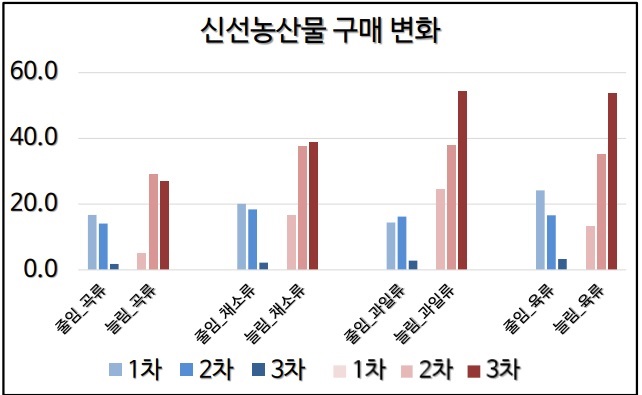 신선농산물 구매 변화
60.0
40.0
20.0
0.0
줄임_곡류 늘림_곡류 줄임_채소류 늘림_채소류 줄임_과일류 늘림_과일류 줄임_육류 늘림_육류
1차 2차 3차 1차 2차 3차